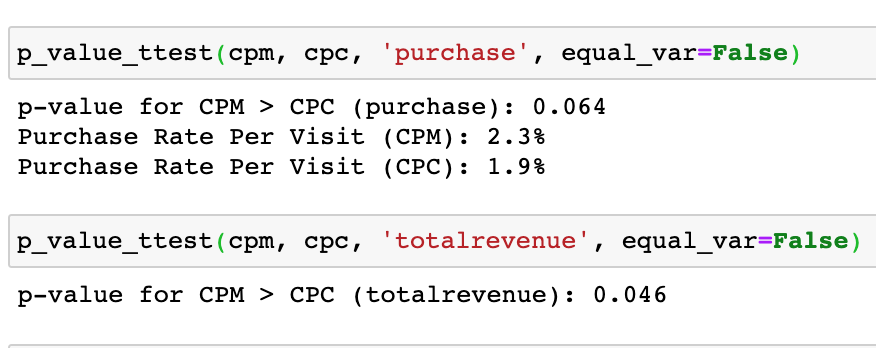 p_value_ttest(cpm, cpc, 'purchase', equal_var=False)
p-value for CPM > CPC (purchase): 0.064
Purchase Rate Per Visit (CPM): 2.3%
Purchase Rate Per Visit (CPC): 1.9%
p_value_ttest(cpm, cpc, 'totalrevenue', equal_var=False)
p-value for CPM > CPC (totalrevenue): 0.046